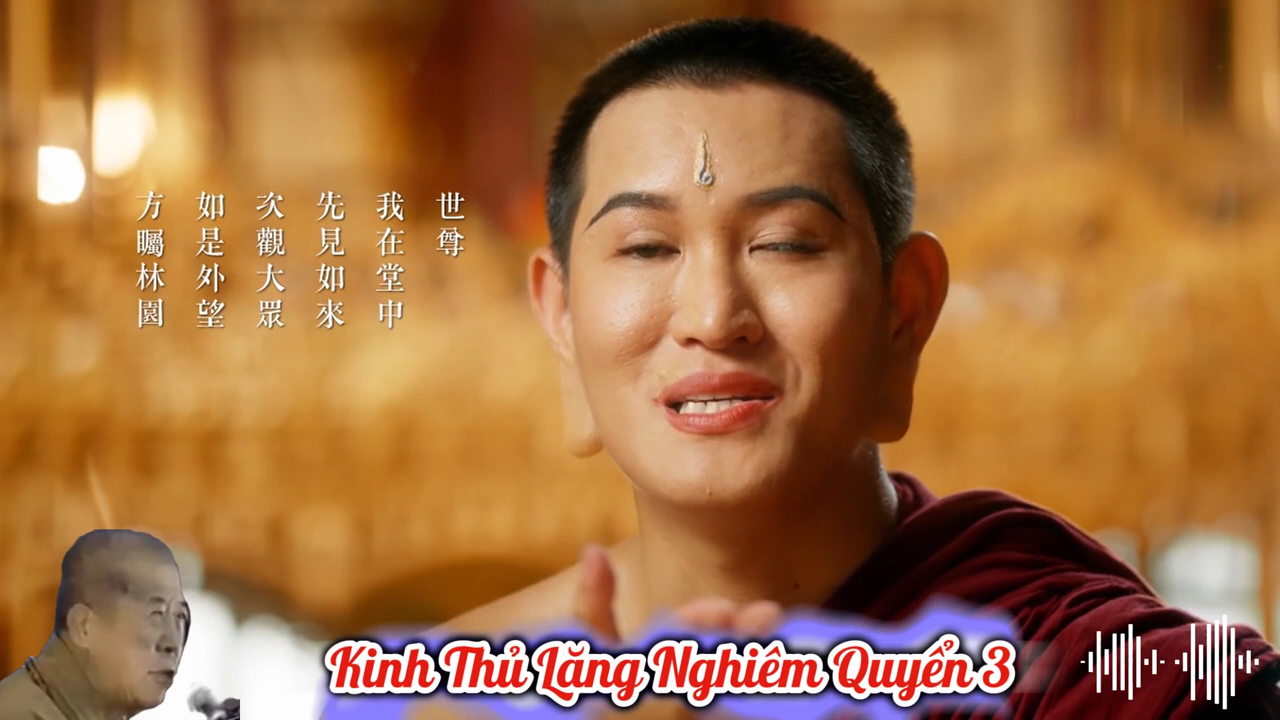 世尊
我在堂中
先見如來
次觀大眾
如是外望
方矚林園
Kinh Thủ Lăng Nghiêm Quyển 3